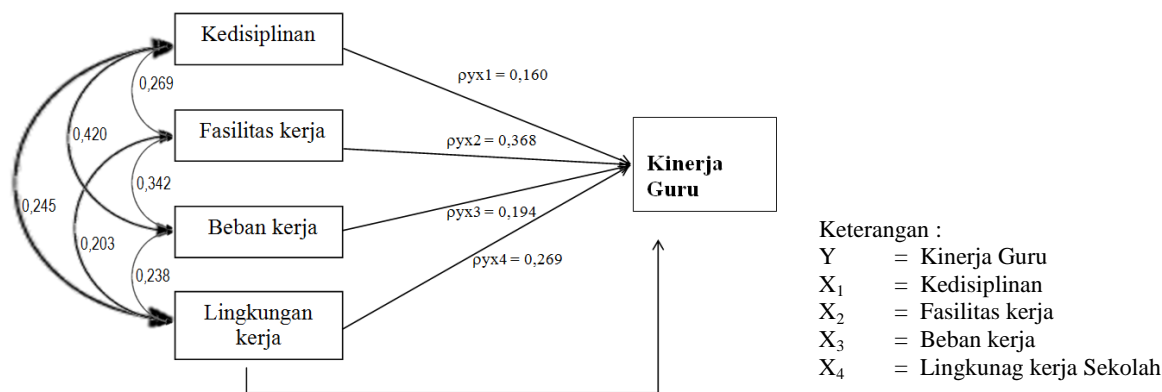 Kedisiplinan
0,269
ρyx1 = 0,160
Fasilitas kerja
0,420
ρyx2 = 0,368
Kinerja
Guru
0,342
0,245
Beban kerja
ρyx3 = 0,194
0,203
0,238
ρyx4 = 0,269
Lingkungan
kerja
Keterangan :
Y = Kinerja Guru
X₁ = Kedisiplinan
X₂ = Fasilitas kerja
X₃ = Beban kerja
X₄ = Lingkunag kerja Sekolah